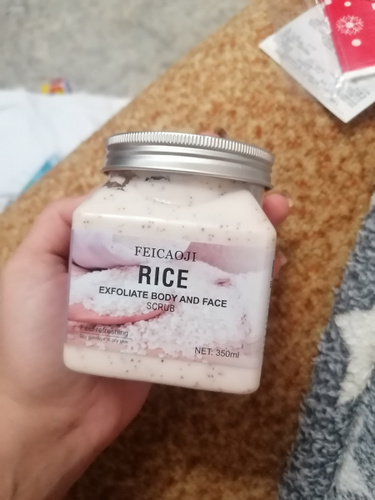 FEICAOJI
RICE
EXFOLIATE BODY AND FACE
SCRUB
NET: 350ml